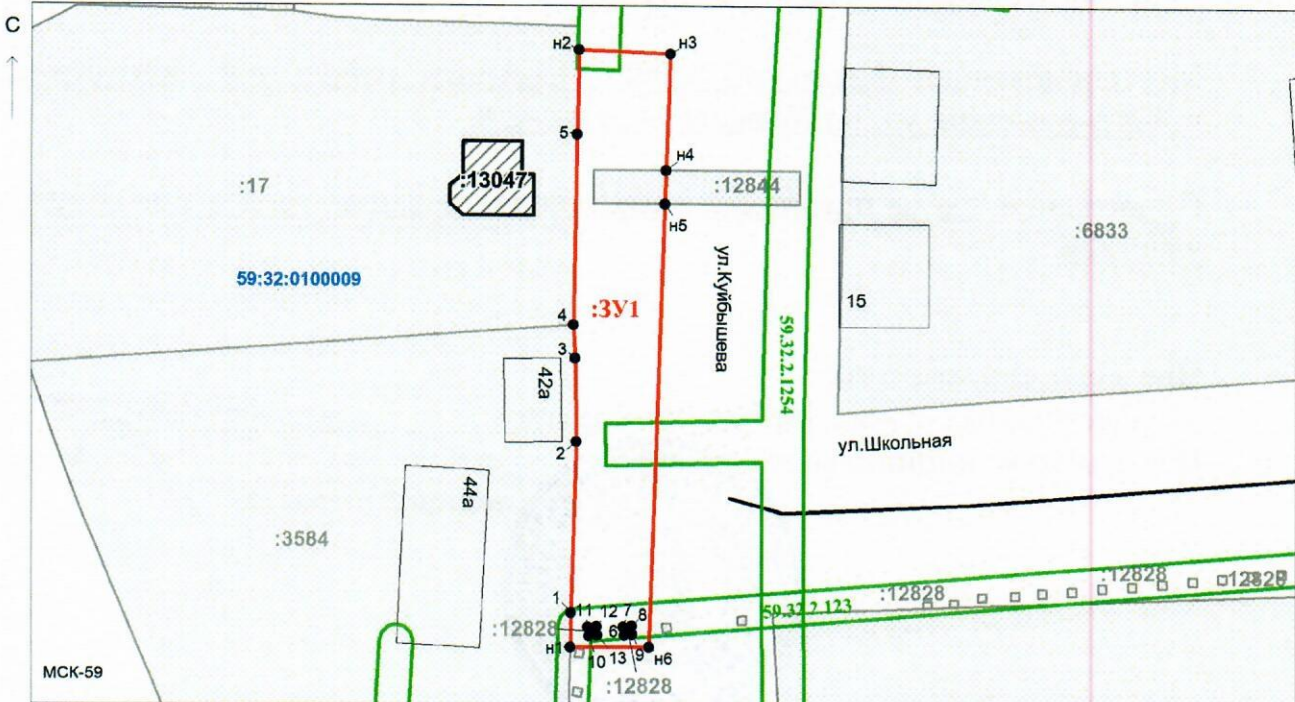 С
н2
н3
5
н4
:13047
:17
:12844
н5
:6833
59:32:0100009
ул.Куйбышева
15
:ЗУ1
4
3
59.32.2.1254
42а
2
ул.Школьная
44а
:3584
:12828
:12828
:12828
1
11
12
7
8
59.32.2.123
:12828
6
н1
10
13
9
н6
МСК-59
:12828